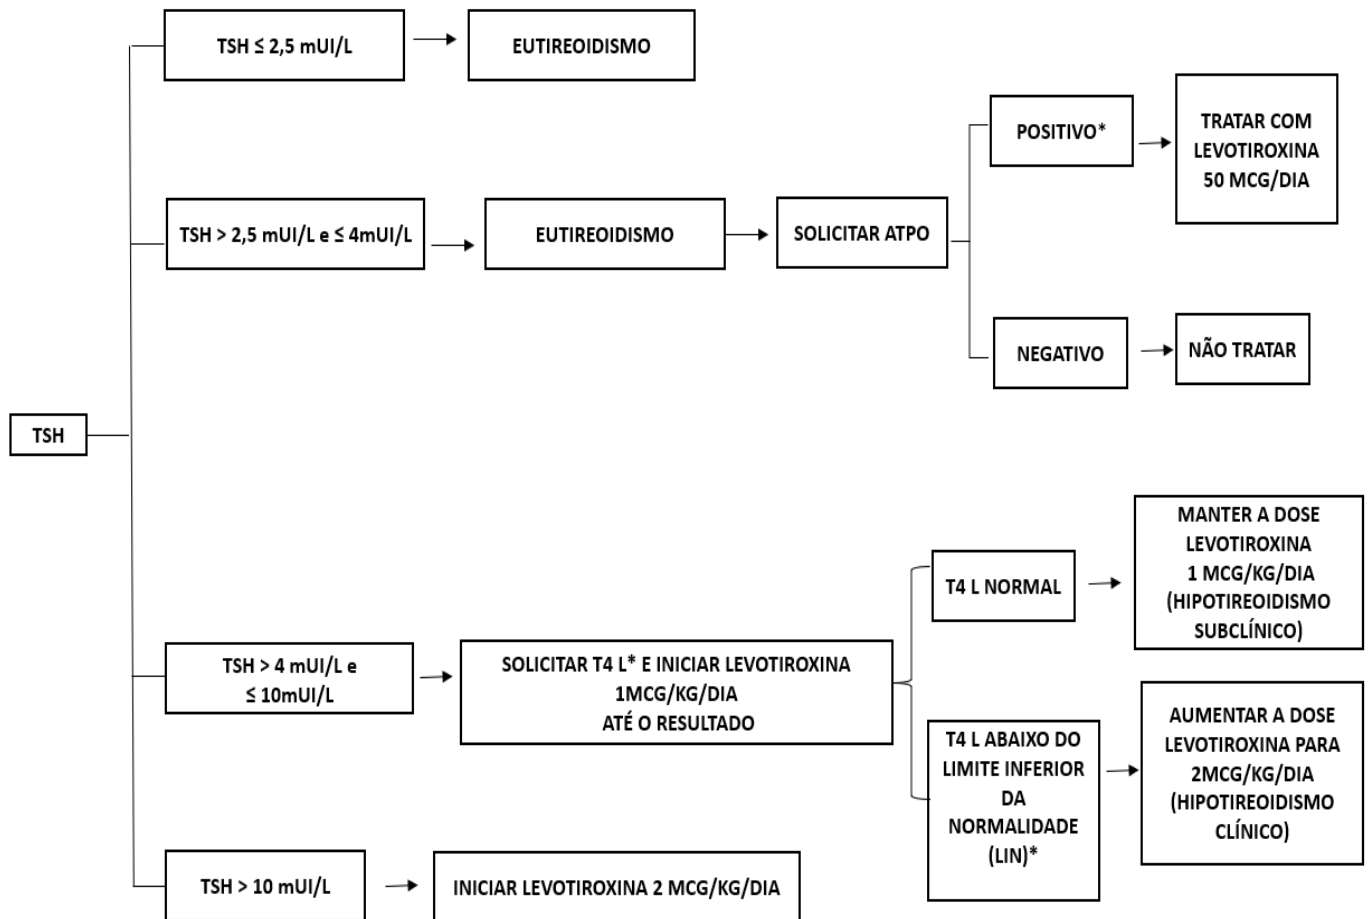 TSH
TSH ≤ 2,5 mUI/L
EUTIREOIDISMO
TSH > 2,5 mUI/L e ≤ 4mUI/L
EUTIREOIDISMO
SOLICITAR ATPO
POSITIVO*
TRATAR COM
LEVOTIROXINA
50 MCG/DIA
NEGATIVO
NÃO TRATAR
TSH > 4 mUI/L e
≤ 10mUI/L
SOLICITAR T4 L* E INICIAR LEVOTIROXINA
1MCG/KG/DIA
ATÉ O RESULTADO
T4 L NORMAL
MANTER A DOSE
LEVOTIROXINA
1 MCG/KG/DIA
(HIPOTIREOIDISMO
SUBCLÍNICO)
T4 L ABAIXO DO
LIMITE INFERIOR
DA
NORMALIDADE
(LIN)*
AUMENTAR A DOSE
LEVOTIROXINA PARA
2MCG/KG/DIA
(HIPOTIREOIDISMO
CLÍNICO)
TSH > 10 mUI/L
INICIAR LEVOTIROXINA 2 MCG/KG/DIA